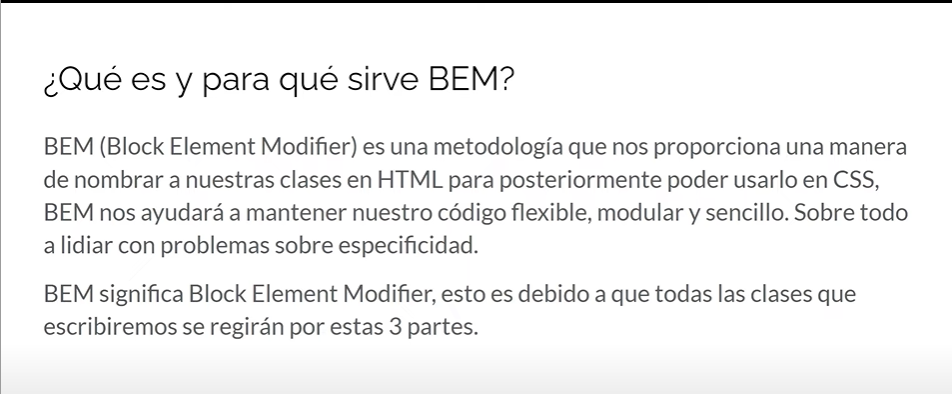 ¿Qué es y para qué sirve BEM?
BEM (Block Element Modifier) es una metodología que nos proporciona una manera
de nombrar a nuestras clases en HTML para posteriormente poder usarlo en CSS,
BEM nos ayudará a mantener nuestro código flexible, modular y sencillo. Sobre todo
a lidiar con problemas sobre especificidad.
BEM significa Block Element Modifier, esto es debido a que todas las clases que
escribiremos se regirán por estas 3 partes.